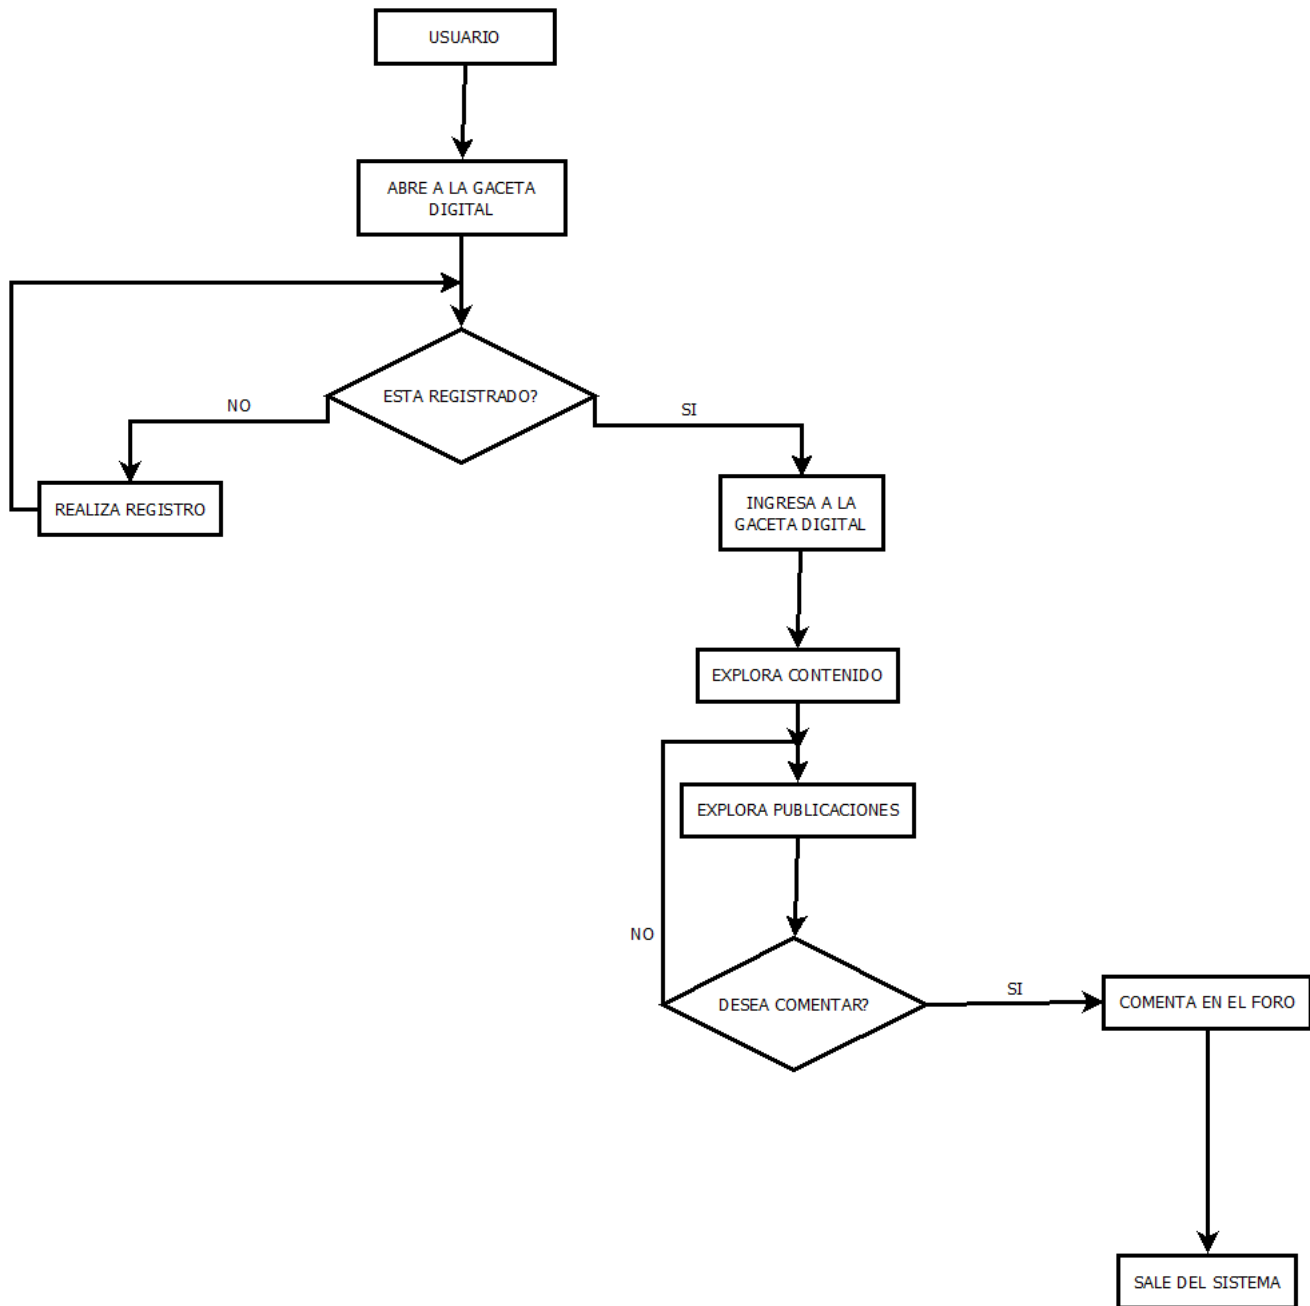 USUARIO
ABRE A LA GACETA
DIGITAL
ESTA REGISTRADO?
NO
SI
REALIZA REGISTRO
INGRESA A LA
GACETA DIGITAL
EXPLORA CONTENIDO
EXPLORA PUBLICACIONES
NO
DESEA COMENTAR?
SI
COMENTA EN EL FORO
SALE DEL SISTEMA